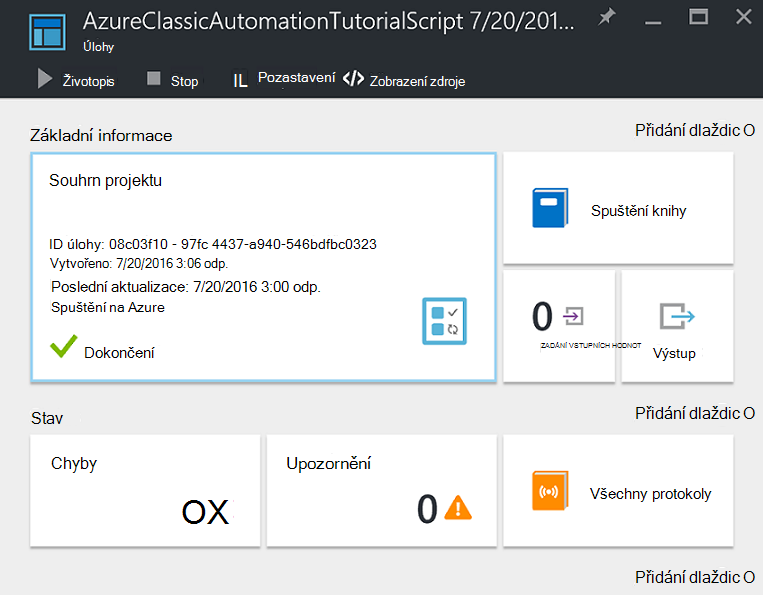 AzureClassicAutomationTutorialScript 7/20/201...
Úlohy
Životopis
Stop
IL Pozastavení
</> Zobrazení zdroje
Základní informace
Přidání dlaždic O
Souhrn projektu
ID úlohy: 08c03f10 - 97fc 4437-a940-546bdfbc0323
Vytvořeno: 7/20/2016 3:06 odp.
Poslední aktualizace: 7/20/2016 3:00 odp.
Spuštění na Azure
Dokončení
Spuštění knihy
0
ZADÁNÍ VSTUPNÍCH HODNOT
Výstup
Stav
Přidání dlaždic O
Chyby
OX
Upozornění
0
Všechny protokoly
Přidání dlaždic O